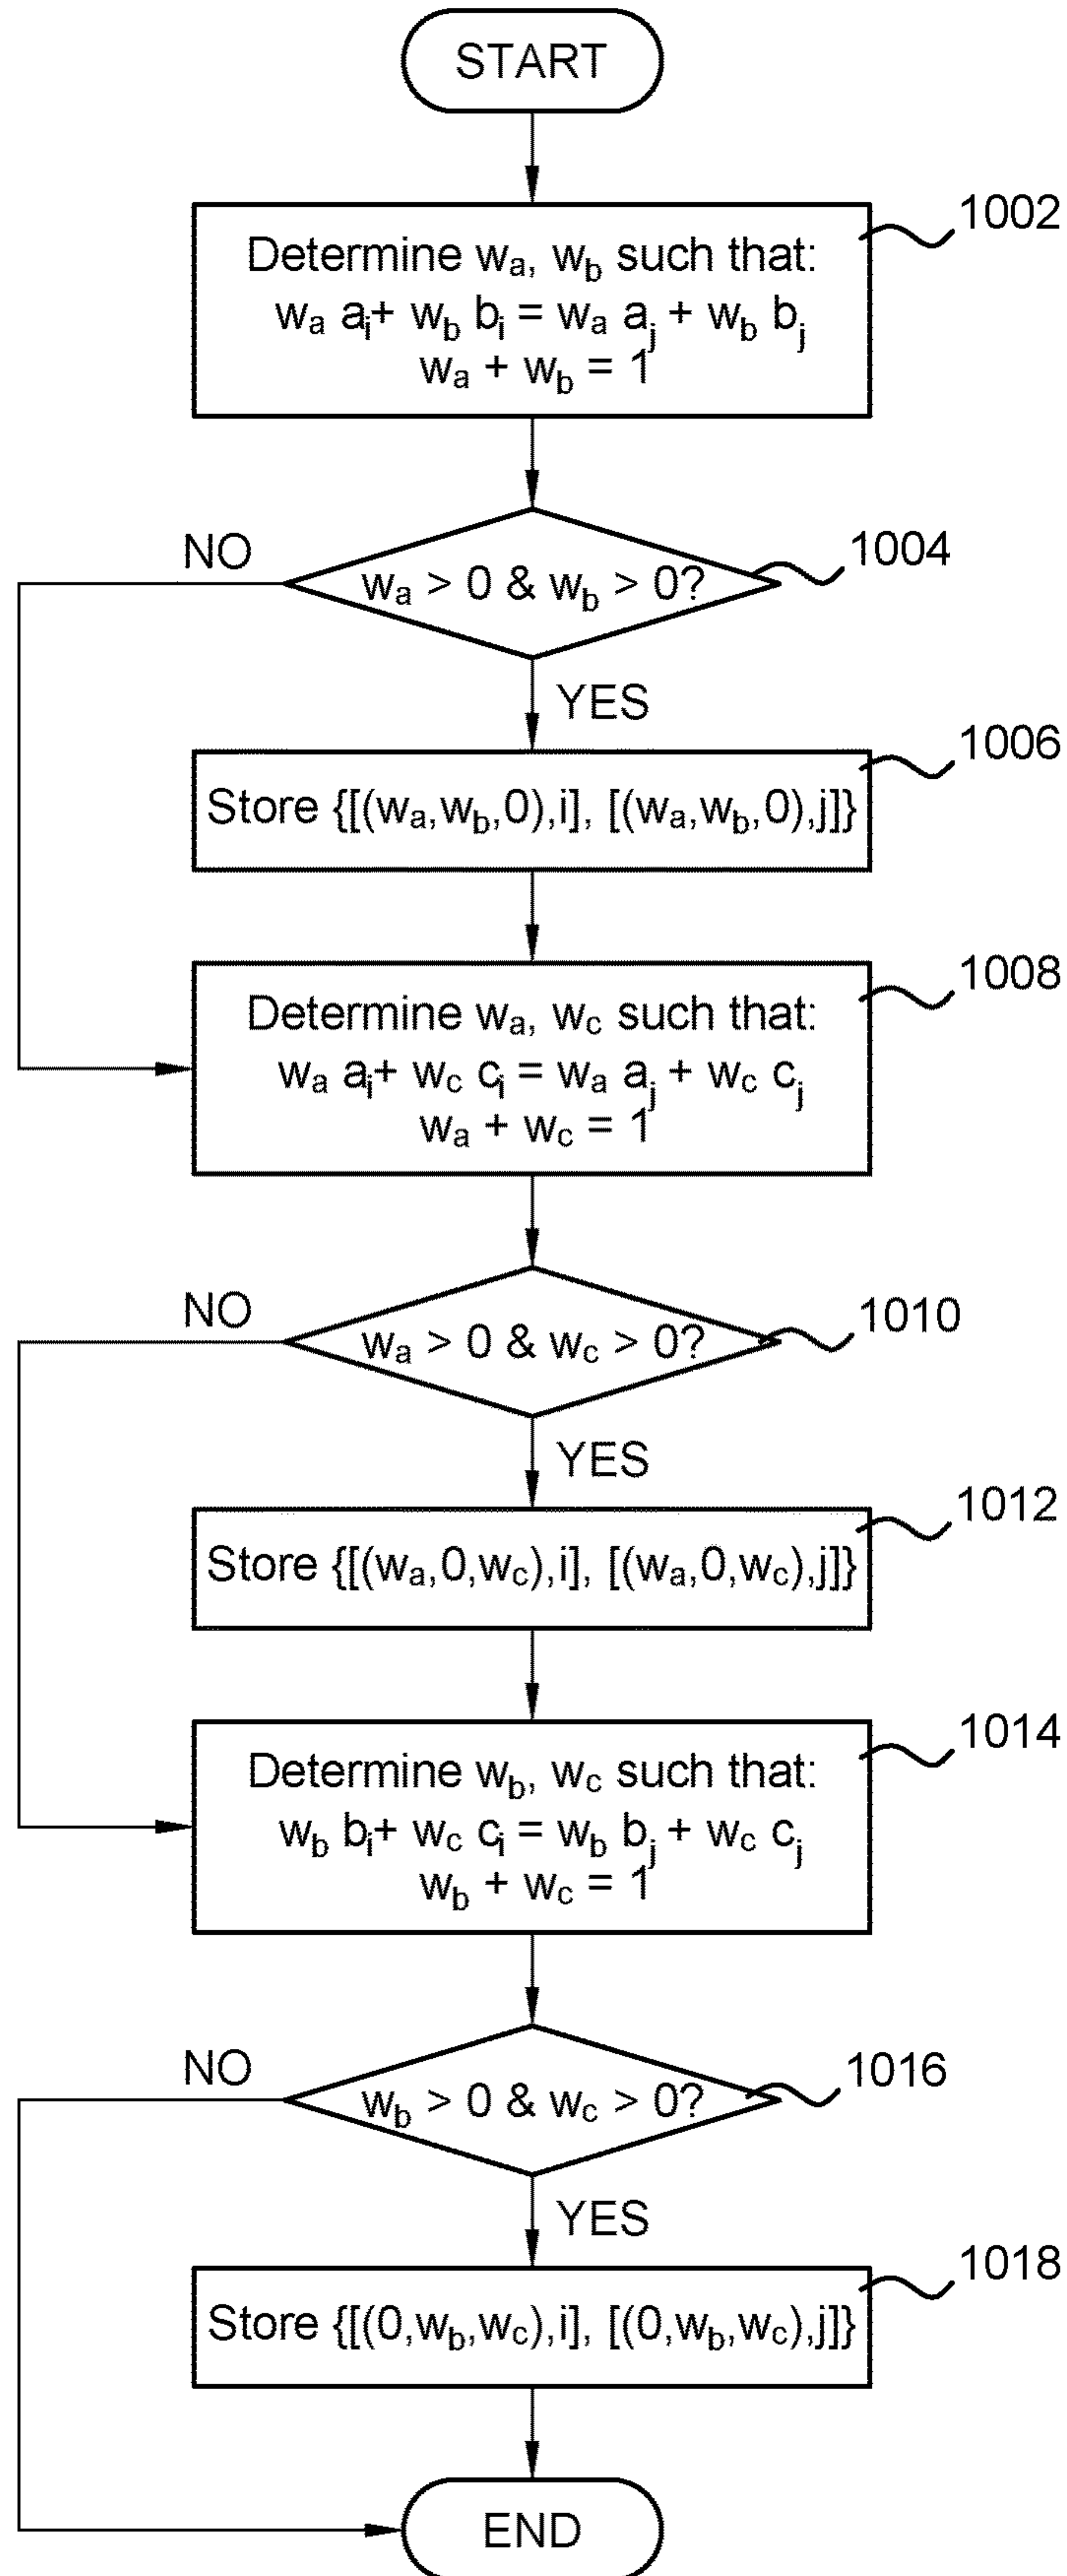 START
1002
Determine wa, wb such that:
wa ai+ wb bi = wa aj + wb bj
wa + wb = 1
NO
1004
wa > 0 & wb > 0?
YES
1006
Store {[(wa,wb,0),i], [(wa,wb,0),j]}
1008
Determine wa, wc such that:
wa ai+ wc ci = wa aj + wc cj
wa + wc = 1
NO
1010
wa > 0 & wc > 0?
YES
1012
Store {[(wa,0,wc),i], [(wa,0,wc),j]}
1014
Determine wb, wc such that:
wb bi+ wc ci = wb bj + wc cj
wb + wc = 1
NO
1016
wb > 0 & wc > 0?
YES
1018
Store {[(0,wb,wc),i], [(0,wb,wc),j]}
END